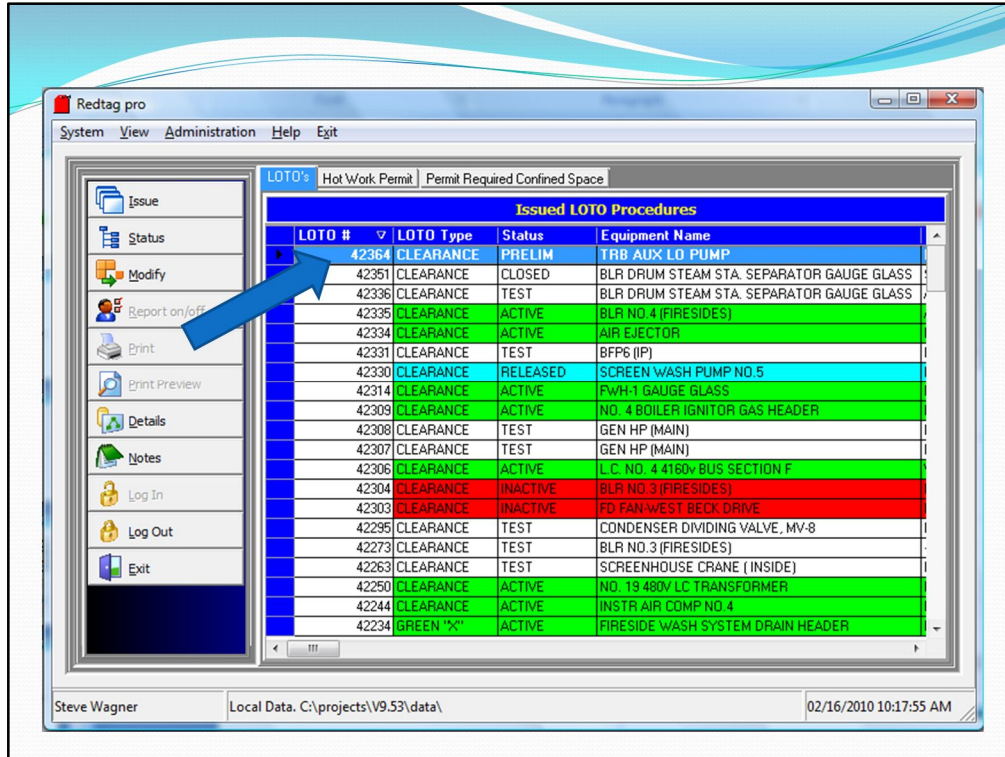 Redtag pro
System View Administration Help Exit
Issue
Status
Modify
Report on/off
Print
Print Preview
Details
Notes
Log In
Log Out
Exit
LOTO's Hot Work Permit Permit Required Confined Space
Issued LOTO Procedures
LOTO # LOTO Type Status Equipment Name
42364 CLEARANCE PRELIM TRB AUX LO PUMP
42351 CLEARANCE CLOSED BLR DRUM STEAM STA. SEPARATOR GAUGE GLASS
42336 CLEARANCE TEST BLR DRUM STEAM STA. SEPARATOR GAUGE GLASS
42335 CLEARANCE ACTIVE BLR NO.4 (FIRESIDES)
42334 CLEARANCE ACTIVE AIR EJECTOR
42331 CLEARANCE TEST BFP6 (IP)
42330 CLEARANCE RELEASED SCREEN WASH PUMP NO.5
42314 CLEARANCE ACTIVE FWH-1 GAUGE GLASS
42309 CLEARANCE ACTIVE NO. 4 BOILER IGNITOR GAS HEADER
42308 CLEARANCE TEST GEN HP (MAIN)
42307 CLEARANCE TEST GEN HP (MAIN)
42306 CLEARANCE ACTIVE L.C. NO. 4 4160v BUS SECTION F
42304 CLEARANCE INACTIVE BLR NO.3 (FIRESIDES)
42303 CLEARANCE INACTIVE FD FAN-WEST BECK DRIVE
42295 CLEARANCE TEST CONDENSER DIVIDING VALVE, MV-8
42273 CLEARANCE TEST BLR NO.3 (FIRESIDES)
42263 CLEARANCE TEST SCREENHOUSE CRANE ( INSIDE)
42250 CLEARANCE ACTIVE NO. 19 480V LC TRANSFORMER
42244 CLEARANCE ACTIVE INSTR AIR COMP NO.4
42234 GREEN "X" ACTIVE FIRESIDE WASH SYSTEM DRAIN HEADER
Steve Wagner Local Data. C:\projects\V9.53\data\ 02/16/2010 10:17:55 AM